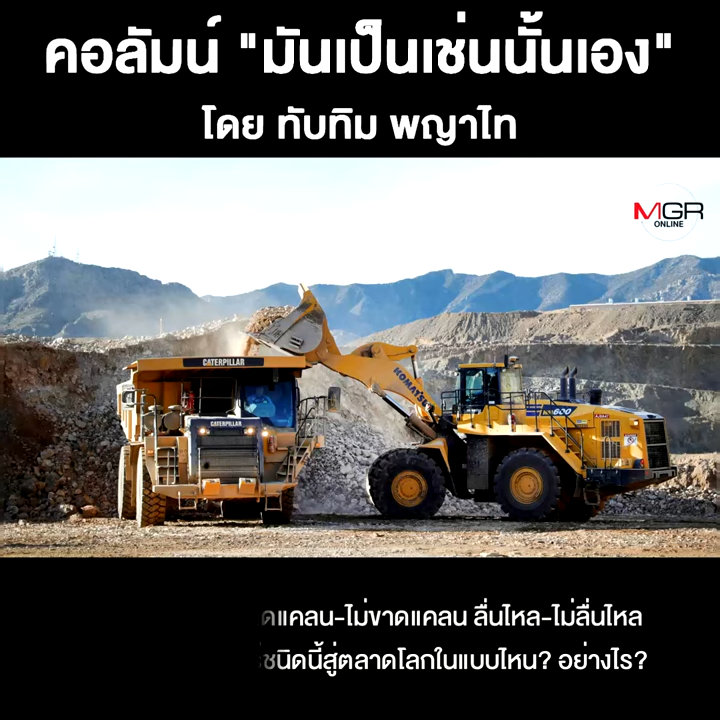 คอลัมน์ "มันเป็นเช่นนั้นเอง"
โดย ทับทิม พญาไท
MGR
ONLINE
CATERPILLAR
CATERPILLAR
KOMATSU
600
ดแคลน-ไม่ขาดแคลน ลื่นไหล-ไม่ลื่นไหล
ชนิดนี้สู่ตลาดโลกในแบบไหน? อย่างไร?